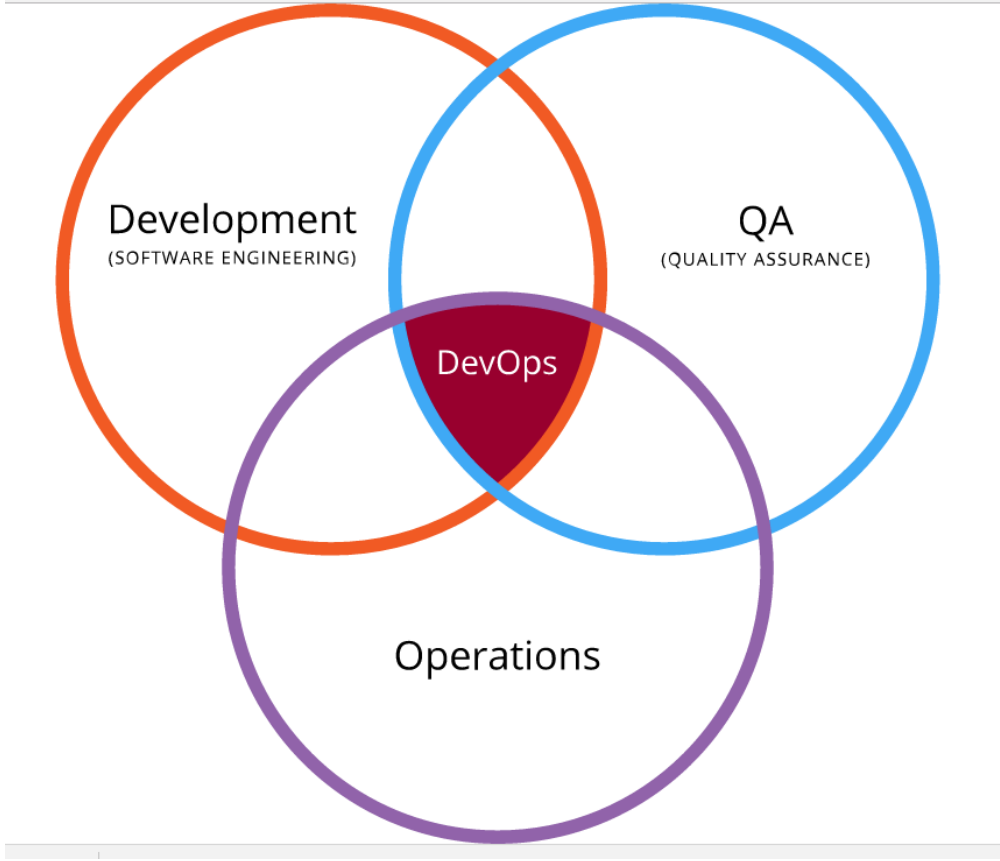 Development
(SOFTWARE ENGINEERING)
QA
(QUALITY ASSURANCE)
DevOps
Operations